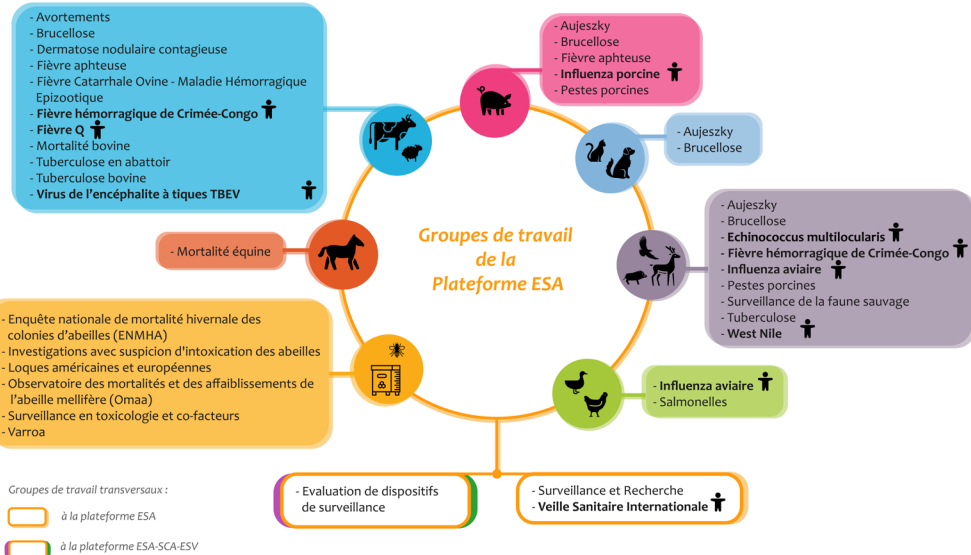 - Avortements
- Brucellose
- Dermatose nodulaire contagieuse
- Fièvre aphteuse
- Fièvre Catarrhale Ovine - Maladie Hémorragique
Epizootique
- Fièvre hémorragique de Crimée-Congo
- Fièvre Q
- Mortalité bovine
- Tuberculose en abattoir
- Tuberculose bovine
- Virus de l'encéphalite à tiques TBEV
- Aujeszky
- Brucellose
- Fièvre aphteuse
- Influenza porcine
- Pestes porcines
- Aujeszky
- Brucellose
- Mortalité équine
Groupes de travail
de la
Plateforme ESA
- Aujeszky
- Brucellose
- Echinococcus multilocularis
- Fièvre hémorragique de Crimée-Congo
- Influenza aviaire
- Pestes porcines
- Surveillance de la faune sauvage
- Tuberculose
- West Nile
- Enquête nationale de mortalité hivernale des
colonies d'abeilles (ENMHA)
- Investigations avec suspicion d'intoxication des abeilles
- Loques américaines et européennes
- Observatoire des mortalités et des affaiblissements de
l'abeille mellifère (Omaa)
- Surveillance en toxicologie et co-facteurs
- Varroa
- Influenza aviaire
- Salmonelles
- Evaluation de dispositifs
de surveillance
- Surveillance et Recherche
- Veille Sanitaire Internationale
Groupes de travail transversaux :
à la plateforme ESA
à la plateforme ESA-SCA-ESV